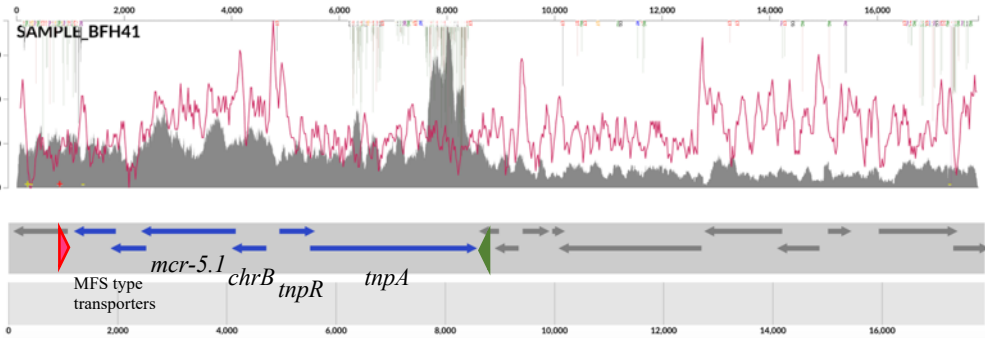 0 2,000 4,000 6,000 8,000 10,000 12,000 14,000 16,000
SAMPLE_BFH41
mcr-5.1 chrB tnpR tnpA
MFS type
transporters
0 2,000 4,000 6,000 8,000 10,000 12,000 14,000 16,000